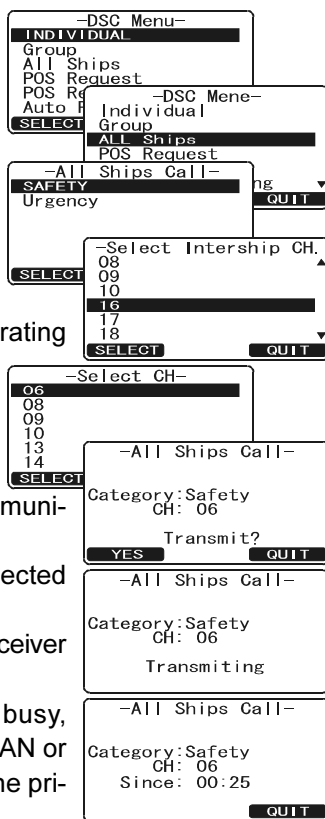 -DSC Menu-
INDIVIDUAL
Group
All Ships
POS Request
POS Re
Auto
SELECT
-DSC Mene-
Individual
Group
ALL Ships
POS Request
ng
QUIT
-All Ships Call-
SAFETY
Urgency
SELECT
-Select Intership CH.
08
09
10
16
17
18
SELECT QUIT
rating
-Select CH-
06
08
09
10
13
14
SELECT
-All Ships Call-
Category:Safety
CH: 06
Transmit?
YES QUIT
muni-
ected
-All Ships Call-
Category:Safety
CH: 06
Transmiting
ceiver
busy,
AN or
ne pri-
-All Ships Call-
Category:Safety
CH: 06
Since: 00:25
QUIT